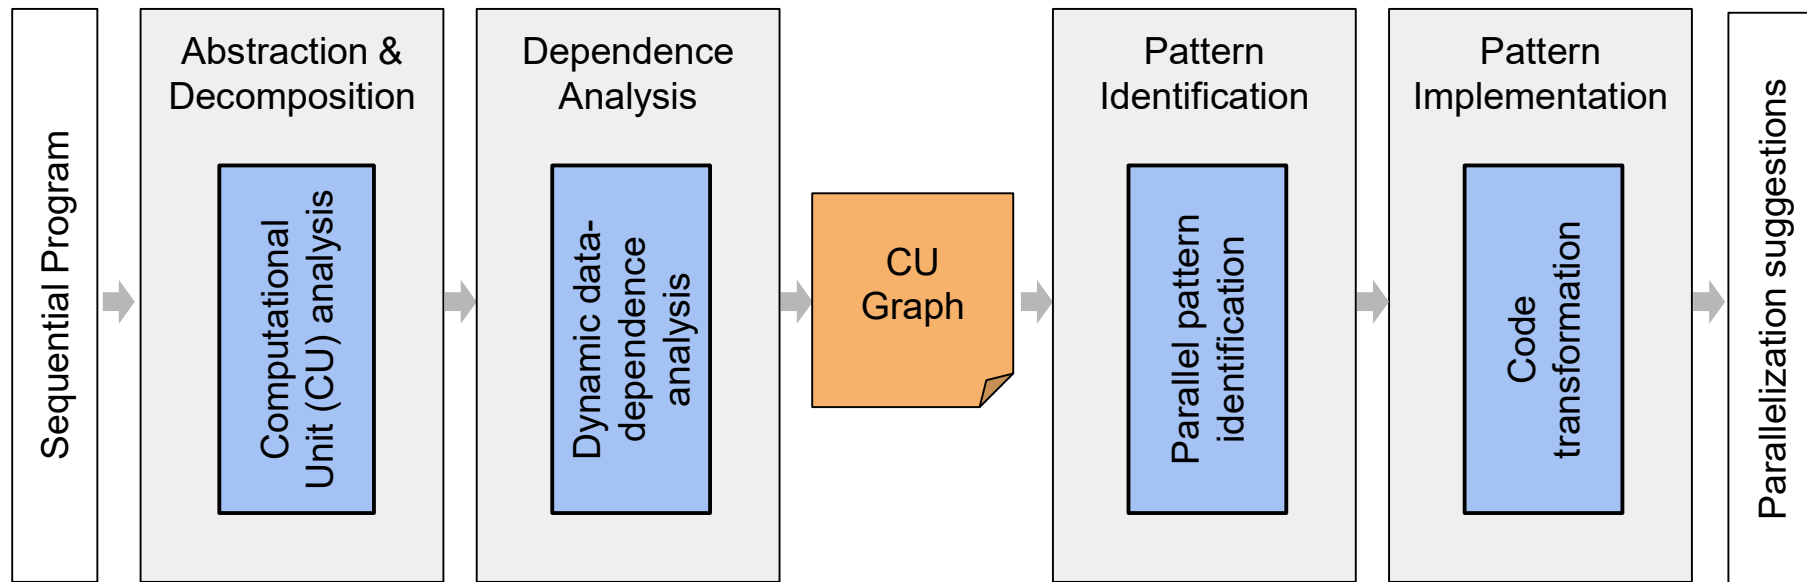 Sequential Program
Abstraction &
Decomposition
Computational
Unit (CU) analysis
Dependence
Analysis
Dynamic data-
dependence
analysis
CU
Graph
Pattern
Identification
Parallel pattern
identification
Pattern
Implementation
Code
transformation
Parallelization suggestions